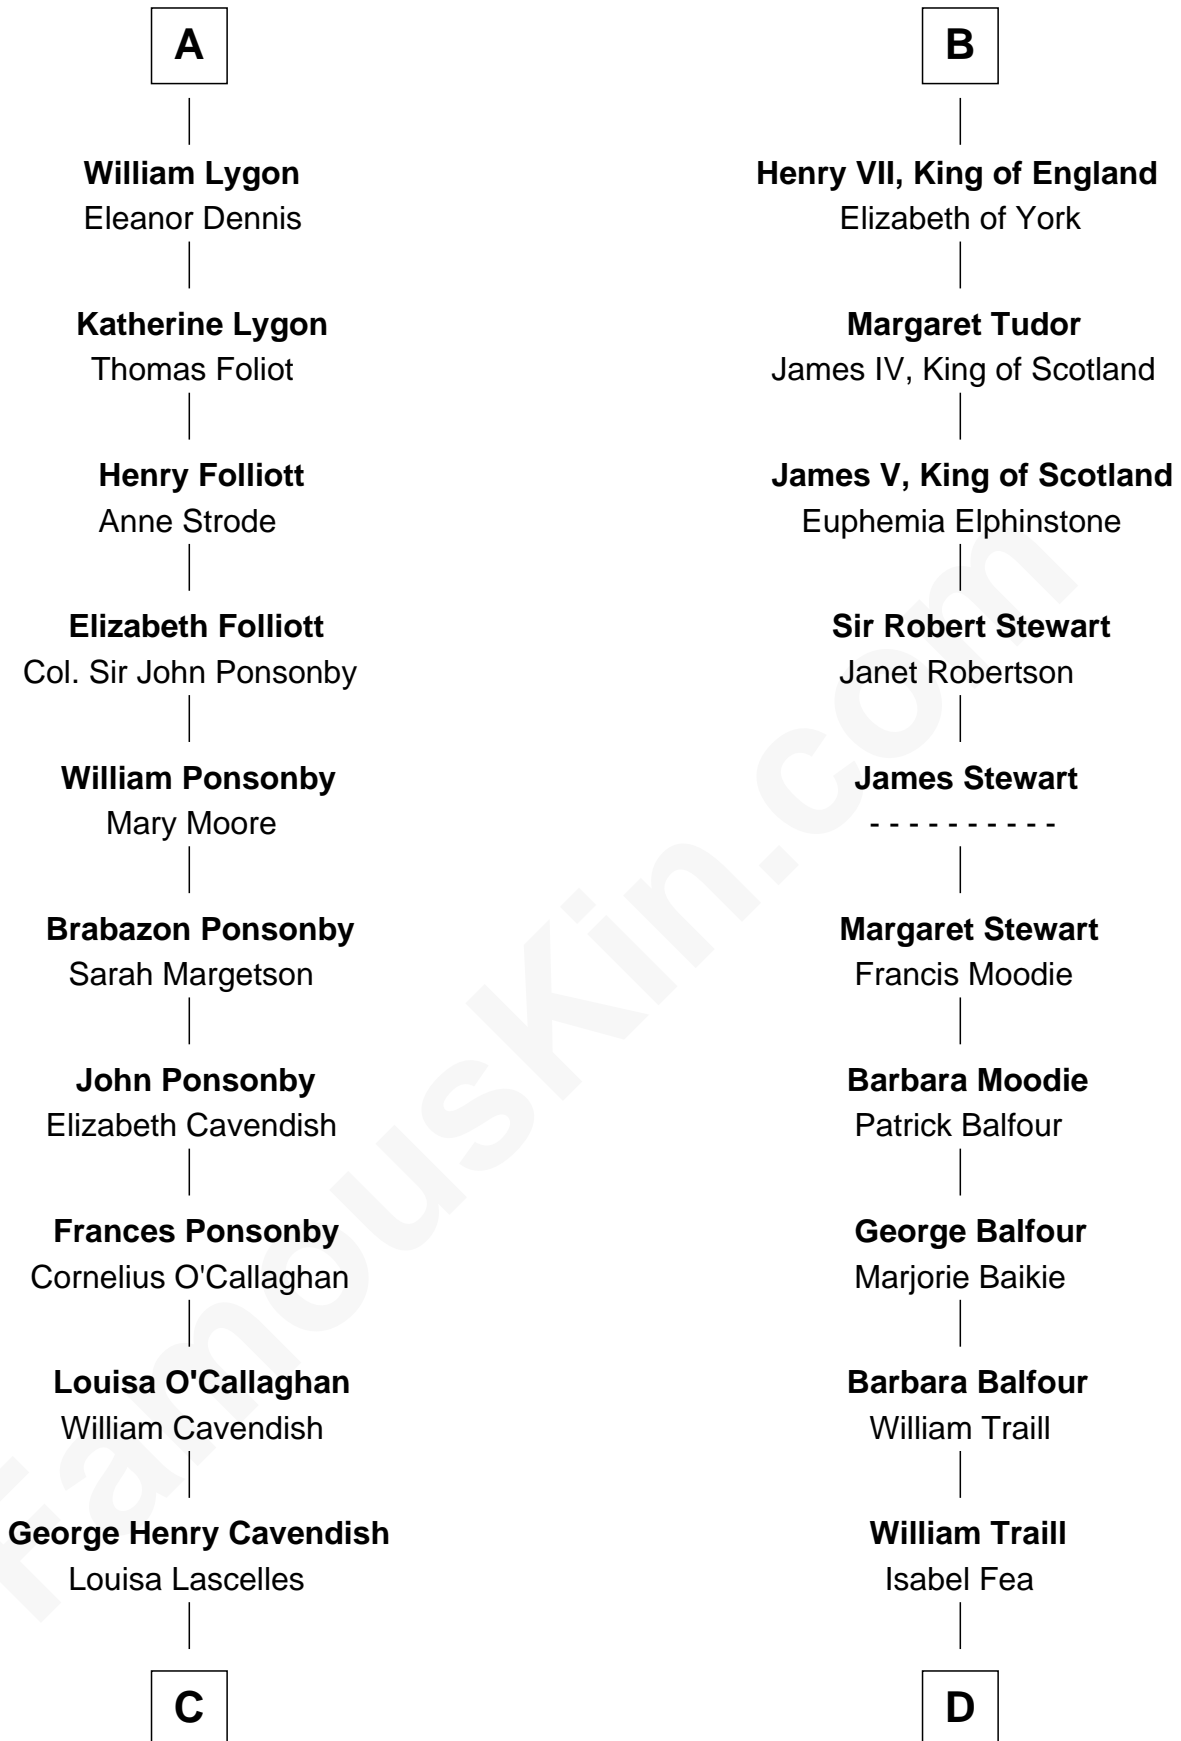 A
William Lygon
Eleanor Dennis
Katherine Lygon
Thomas Foliot
Henry Folliott
Anne Strode
Elizabeth Folliott
Col. Sir John Ponsonby
William Ponsonby
Mary Moore
Brabazon Ponsonby
Sarah Margetson
John Ponsonby
Elizabeth Cavendish
Frances Ponsonby
Cornelius O'Callaghan
Louisa O'Callaghan
William Cavendish
George Henry Cavendish
Louisa Lascelles
C
B
Henry VII, King of England
Elizabeth of York
Margaret Tudor
James IV, King of Scotland
James V, King of Scotland
Euphemia Elphinstone
Sir Robert Stewart
Janet Robertson
James Stewart
- - - - - - - - - -
Margaret Stewart
Francis Moodie
Barbara Moodie
Patrick Balfour
George Balfour
Marjorie Baikie
Barbara Balfour
William Traill
William Traill
Isabel Fea
D
FamousKin.com